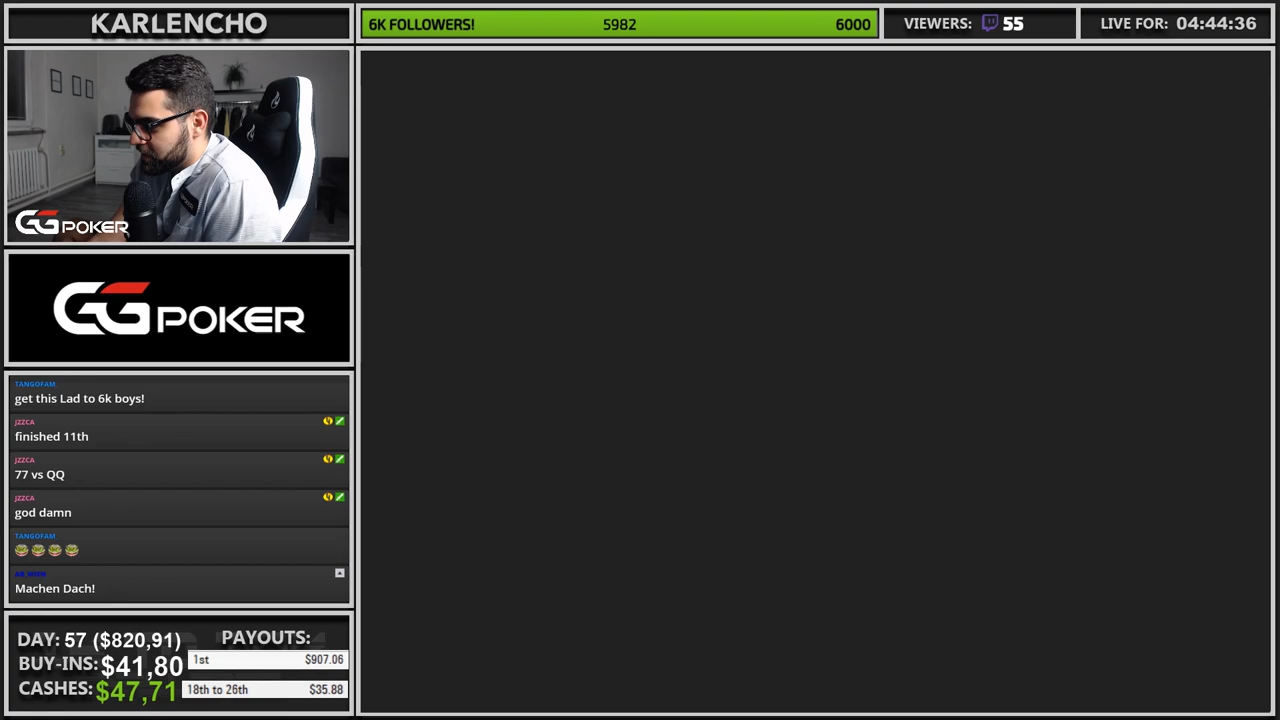 KARLENCHO
6K FOLLOWERS! 5982 6000
VIEWERS: 55
LIVE FOR: 04:44:36
GG POKER
GG POKER
TANGOFAM_
get this Lad to 6k boys!
JZZCA
finished 11th
JZZCA
77 vs QQ
JZZCA
god damn
TANGOFAM_
Machen Dach!
DAY: 57 ($820,91)
BUY-INS: $41,80
CASHES: $47,71
PAYOUTS:
1st $907.06
18th to 26th $35.88